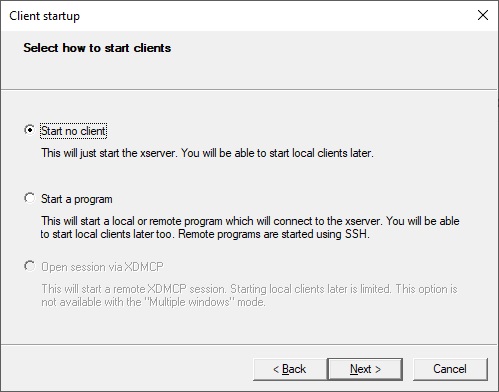 Client startup
Select how to start clients
Start no client
This will just start the xserver. You will be able to start local clients later.
Start a program
This will start a local or remote program which will connect to the xserver. You will be able
to start local clients later too. Remote programs are started using SSH.
Open session via XDMCP
This will start a remote XDMCP session. Starting local clients later is limited. This option is
not available with the "Multiple windows" mode.
< Back Next > Cancel